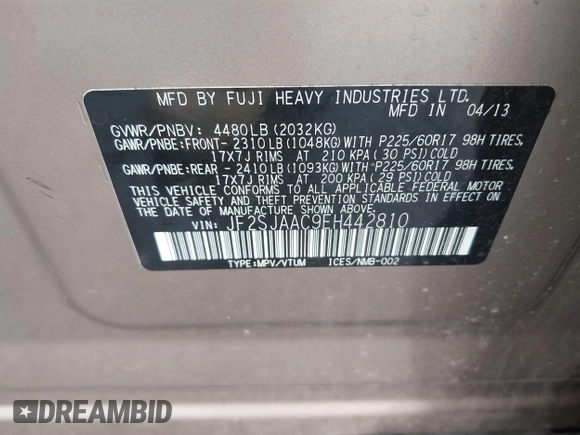 MFD BY FUJI HEAVY INDUSTRIES LTD.
MFD IN 04/13
GVWR/PNBV: 4480LB(2032KG)
GAWR/PNBE:FRONT- 2310LB(1048KG)WITH P225/60R17 98H TIRES,
17X7J RIMS AT 210 KPA(30 PSI)COLD
GAWR/PNBE:REAR - 2410LB(1093KG)WITH P225/60R17 98H TIRES,
17X7J RIMS AT 200 KPA(29 PSI)COLD
THIS VEHICLE CONFORMS TO ALL APPLICABLE FEDERAL MOTOR
VEHICLE SAFETY AND BUMPER STANDARDS IN EFFECT ON
THE DATE OF MANUFACTURE SHOWN ABOVE.
VIN: JF2SJAAC9EH442810
TYPE:MPV/VTUM ICES/NMB-002
DREAMBID